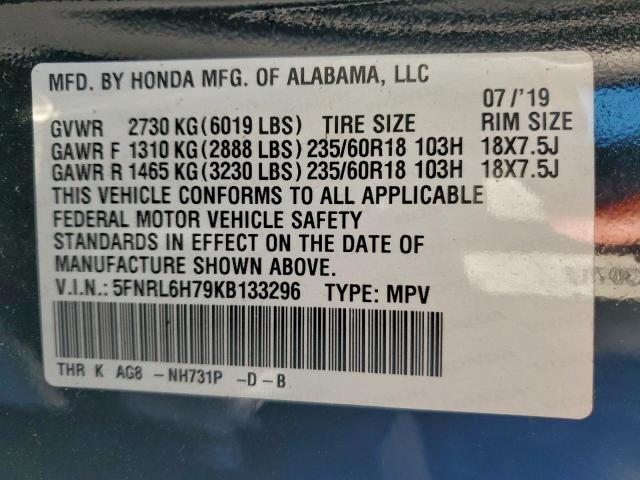 MFD. BY HONDA MFG. OF ALABAMA, LLC
07 / '19
GVWR 2730 KG (6019 LBS) TIRE SIZE RIM SIZE
GAWR F 1310 KG (2888 LBS) 235/60R18 103H 18X7.5J
GAWR R 1465 KG (3230 LBS) 235/60R18 103H 18X7.5J
THIS VEHICLE CONFORMS TO ALL APPLICABLE
FEDERAL MOTOR VEHICLE SAFETY
STANDARDS IN EFFECT ON THE DATE OF
MANUFACTURE SHOWN ABOVE.
V.I.N.: 5FNRL6H79KB133296 TYPE: MPV
THR K AG8 -NH731P -D-B